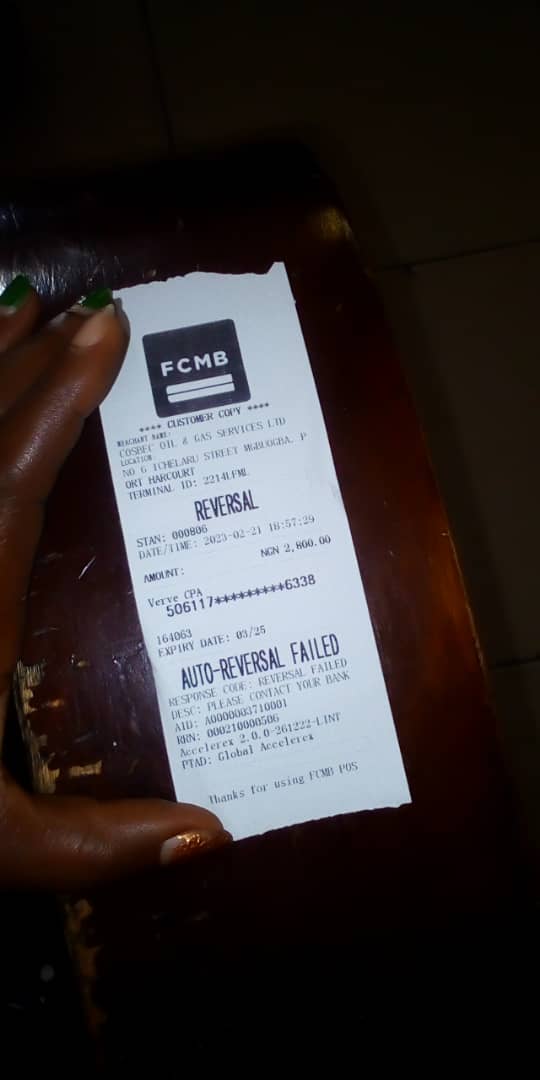 FCMB
**** CUSTOMER COPY ****
MERCHANT NAME:
COSBEC OIL & GAS SERVICES LTD
LOCATION:
NO 6 ICHELARU STREET MGBUOGBA, P
ORT HARCOURT
TERMINAL ID: 2214LFML
REVERSAL
STAN: 000806
DATE/TIME: 2023-02-21 18:57:29
AMOUNT: NGN 2,800.00
Verve CPA
506117*********6338
164063
EXPIRY DATE: 03/25
AUTO-REVERSAL FAILED
RESPONSE CODE: REVERSAL FAILED
DESC: PLEASE CONTACT YOUR BANK
AID: A0000003710001
RRN: 000210000506
Accelerex 2.0.0-261222-LINT
PTAD: Global Accelerex
Thanks for using FCMB POS